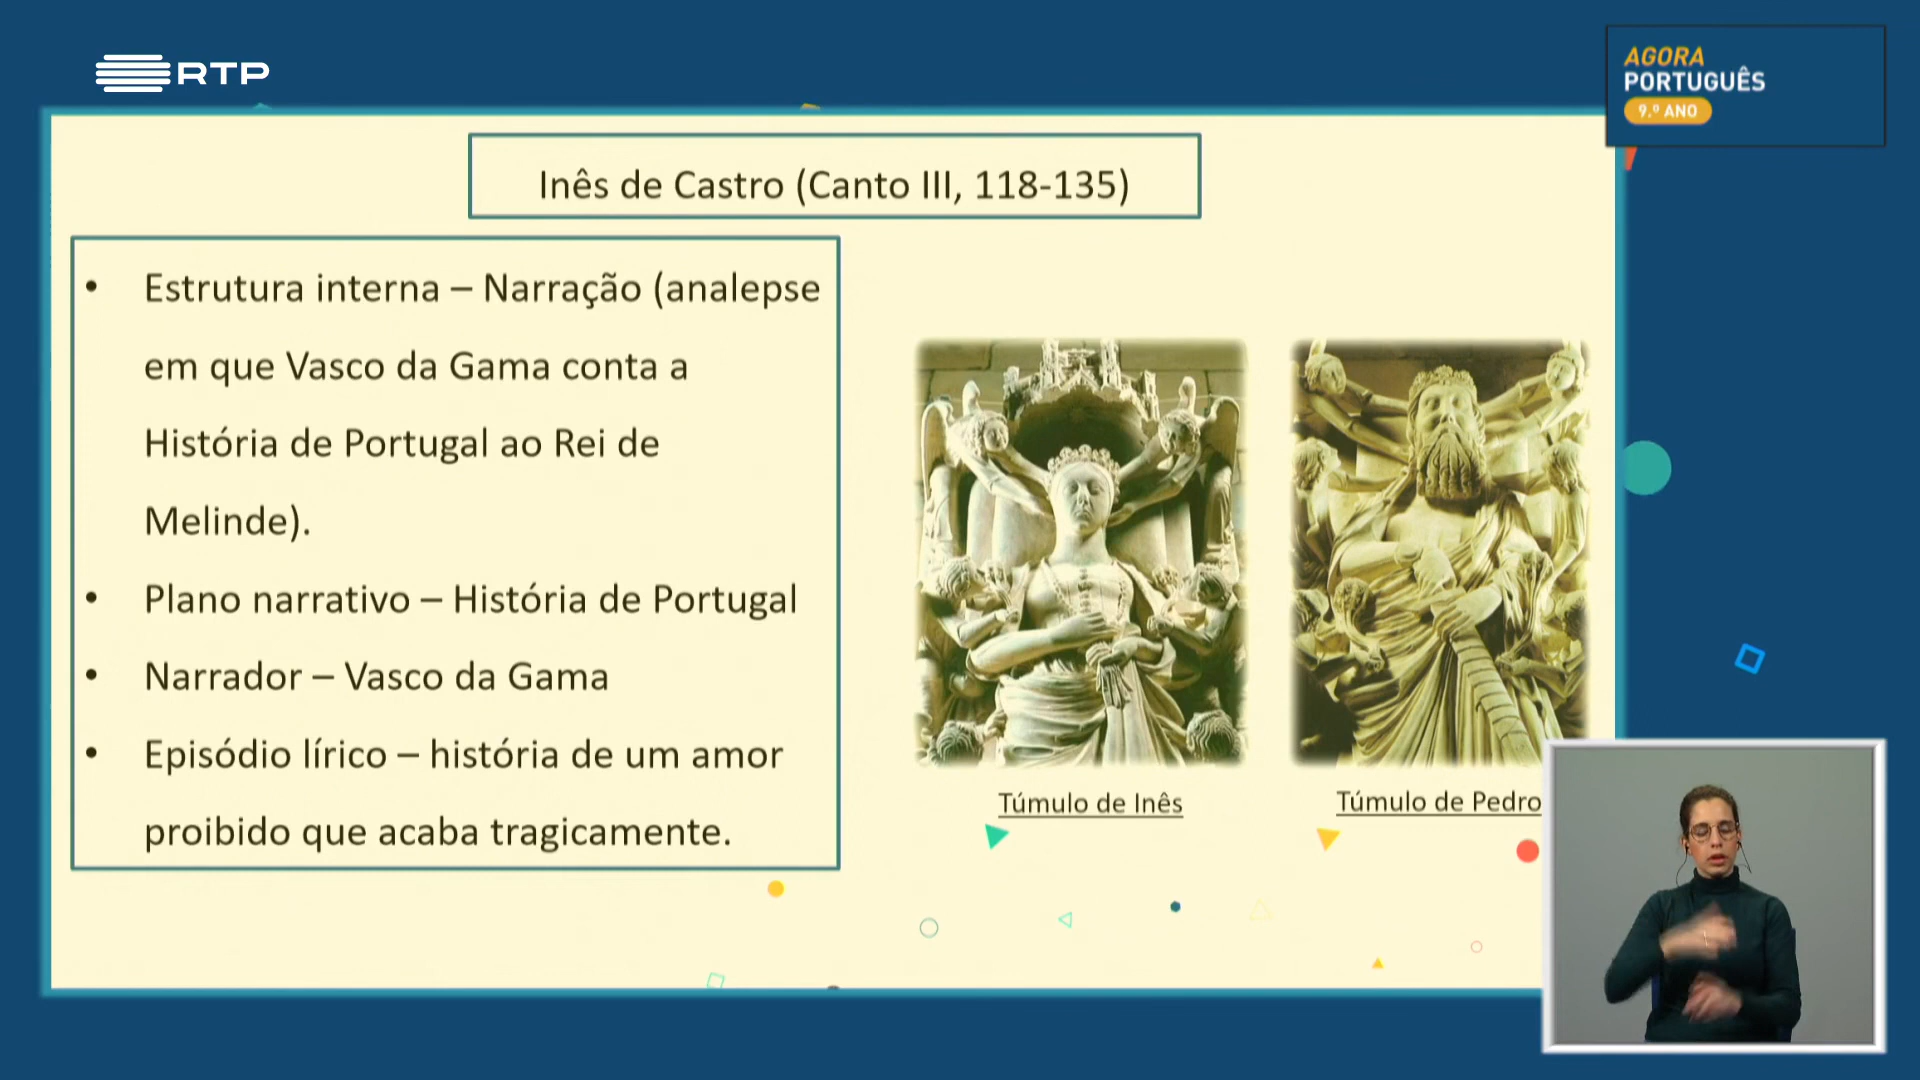 RTP
AGORA
PORTUGUÊS
9.º ANO
Inês de Castro (Canto III, 118-135)
• Estrutura interna – Narração (analepse
em que Vasco da Gama conta a
História de Portugal ao Rei de
Melinde).
• Plano narrativo – História de Portugal
• Narrador – Vasco da Gama
• Episódio lírico – história de um amor
proibido que acaba tragicamente.
Túmulo de Inês
Túmulo de Pedro